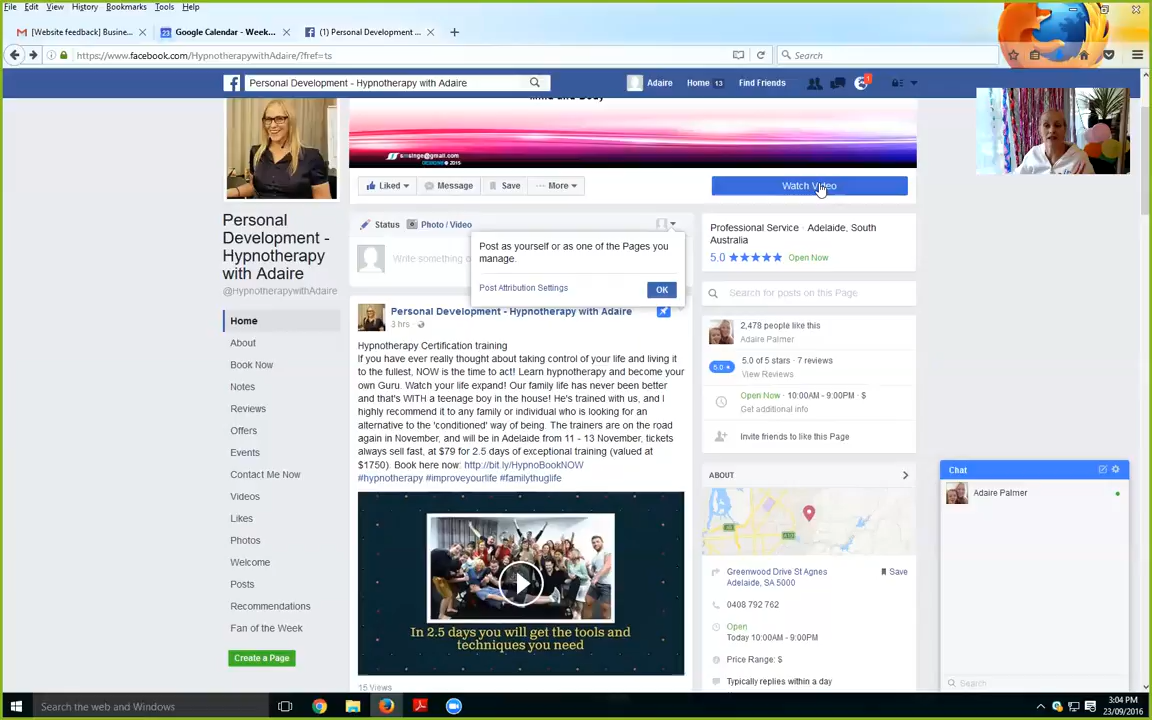 File Edit View History Bookmarks Tools Help
[Website feedback] Busine...
Google Calendar - Week...
(1) Personal Development ...
https://www.facebook.com/HypnotherapywithAdaire/?fref=ts
Search
Personal Development - Hypnotherapy with Adaire
Adaire
Home 13
Find Friends
smsinge@gmail.com
Liked
Message
Save
... More
Watch Video
Personal
Development -
Hypnotherapy
with Adaire
@HypnotherapywithAdaire
Home
About
Book Now
Notes
Reviews
Offers
Events
Contact Me Now
Videos
Likes
Photos
Welcome
Posts
Recommendations
Fan of the Week
Create a Page
Status
Photo / Video
Write something o
Post as yourself or as one of the Pages you
manage.
Post Attribution Settings
OK
Personal Development - Hypnotherapy with Adaire
3 hrs ·
Hypnotherapy Certification training
If you have ever really thought about taking control of your life and living it
to the fullest, NOW is the time to act! Learn hypnotherapy and become your
own Guru. Watch your life expand! Our family life has never been better
and that's WITH a teenage boy in the house! He's trained with us, and I
highly recommend it to any family or individual who is looking for an
alternative to the 'conditioned' way of being. The trainers are on the road
again in November, and will be in Adelaide from 11 - 13 November, tickets
always sell fast, at $79 for 2.5 days of exceptional training (valued at
$1750). Book here now: http://bit.ly/HypnoBookNOW
#hypnotherapy #improveyourlife #familythuglife
In 2.5 days you will get the tools and
techniques you need
15 Views
Professional Service · Adelaide, South
Australia
5.0 ★★★★★ Open Now
Search for posts on this Page
2,478 people like this
Adaire Palmer
5.0 ★
5.0 of 5 stars · 7 reviews
View Reviews
Open Now · 10:00AM - 9:00PM · $
Get additional info
Invite friends to like this Page
ABOUT
Greenwood Drive St Agnes
Adelaide, SA 5000
Save
0408 792 762
Open
Today 10:00AM - 9:00PM
Price Range: $
Typically replies within a day
Chat
Adaire Palmer
Search
Search the web and Windows
3:04 PM
23/09/2016